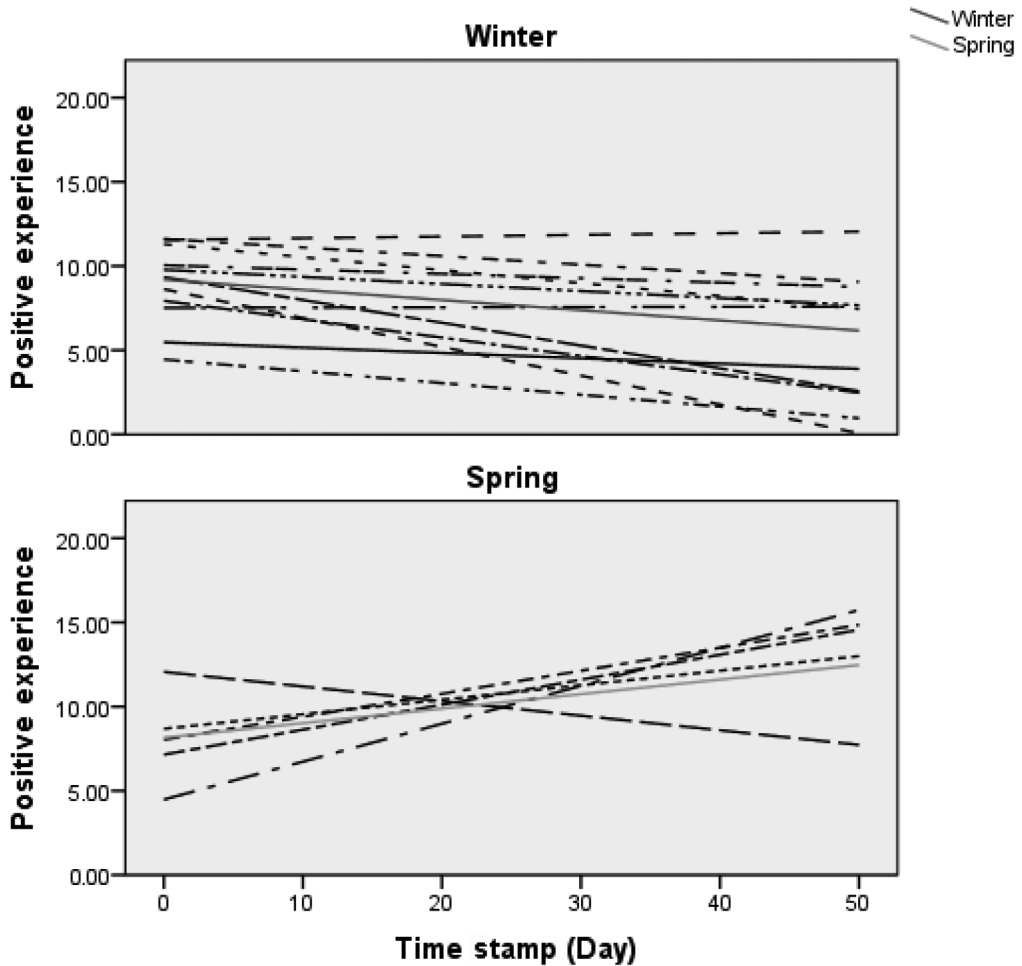 Winter
Spring
Winter
Positive experience
20.00
15.00
10.00
5.00
0.00
Spring
Positive experience
20.00
15.00
10.00
5.00
0.00
0 10 20 30 40 50
Time stamp (Day)